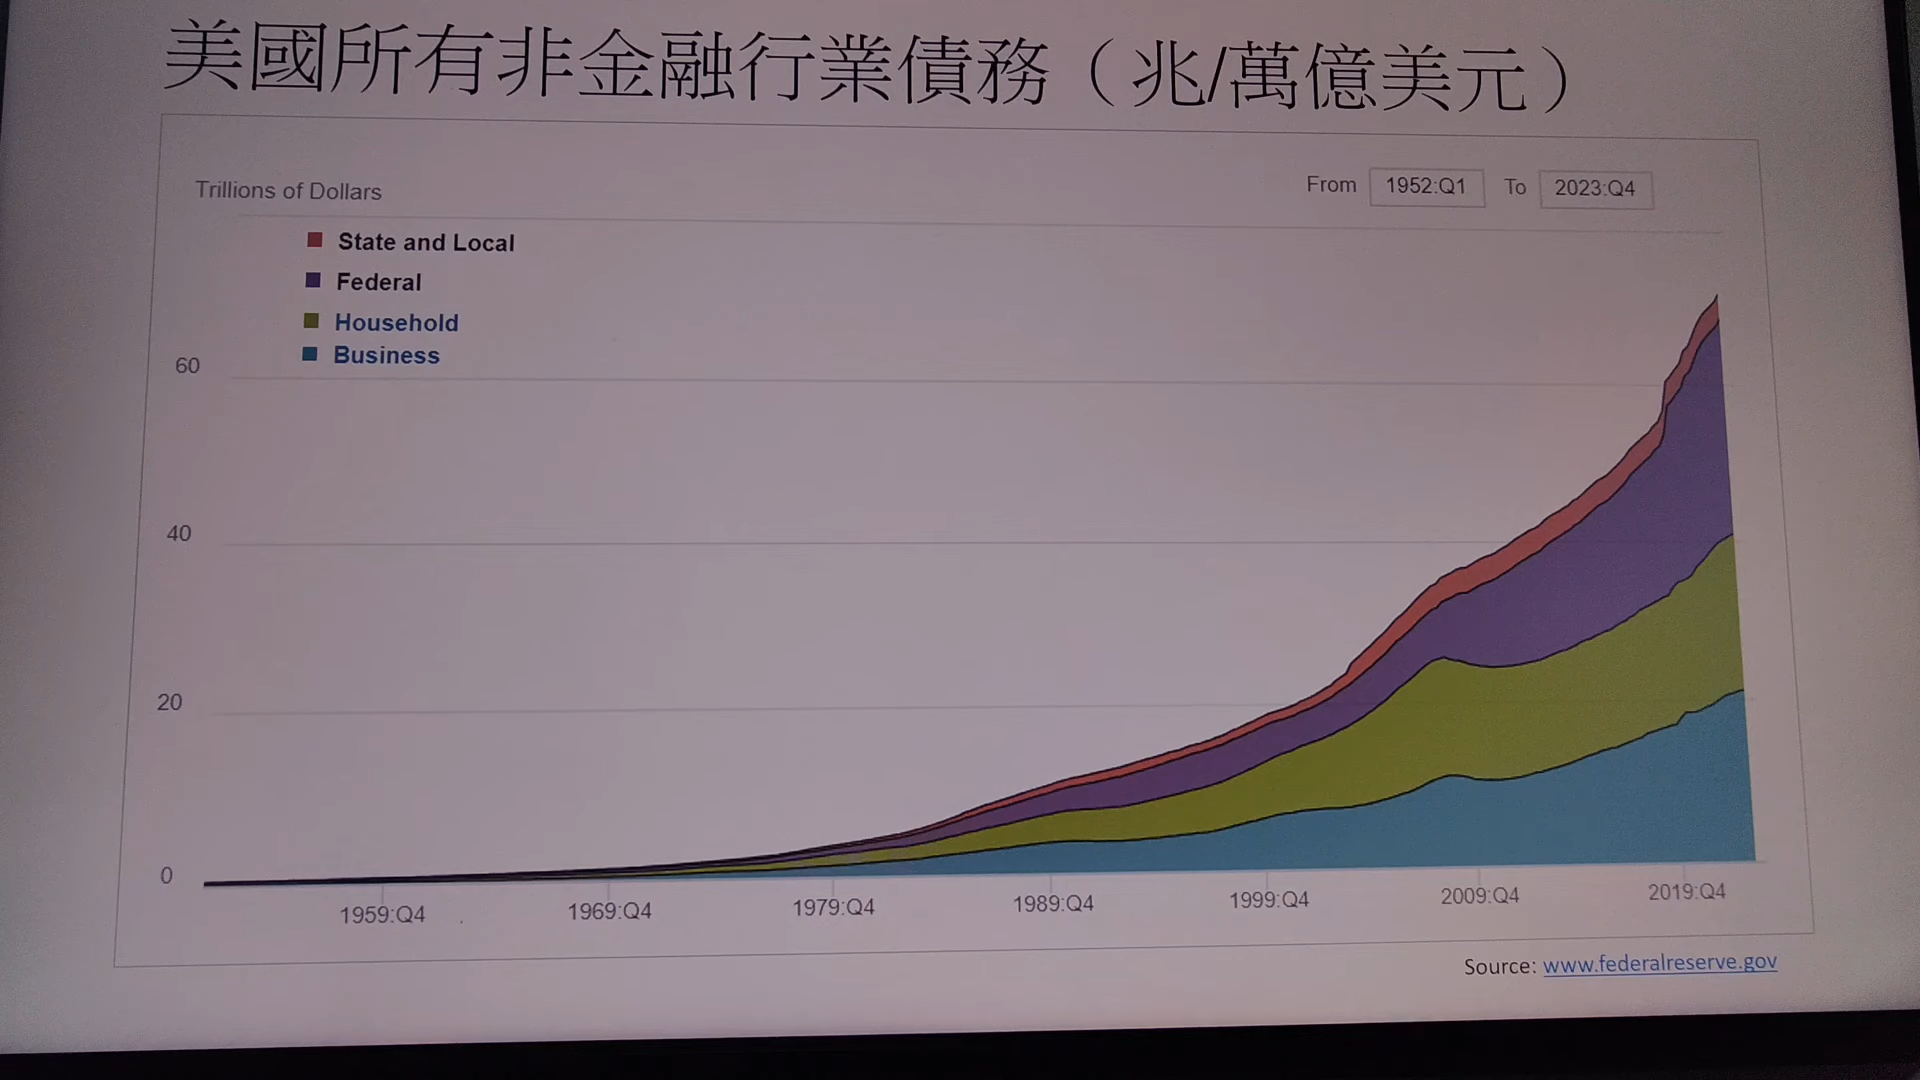 美國所有非金融行業債務（兆/萬億美元）
Trillions of Dollars
From 1952:Q1 To 2023:Q4
State and Local
Federal
Household
Business
60
40
20
0
1959:Q4 1969:Q4 1979:Q4 1989:Q4 1999:Q4 2009:Q4 2019:Q4
Source: www.federalreserve.gov